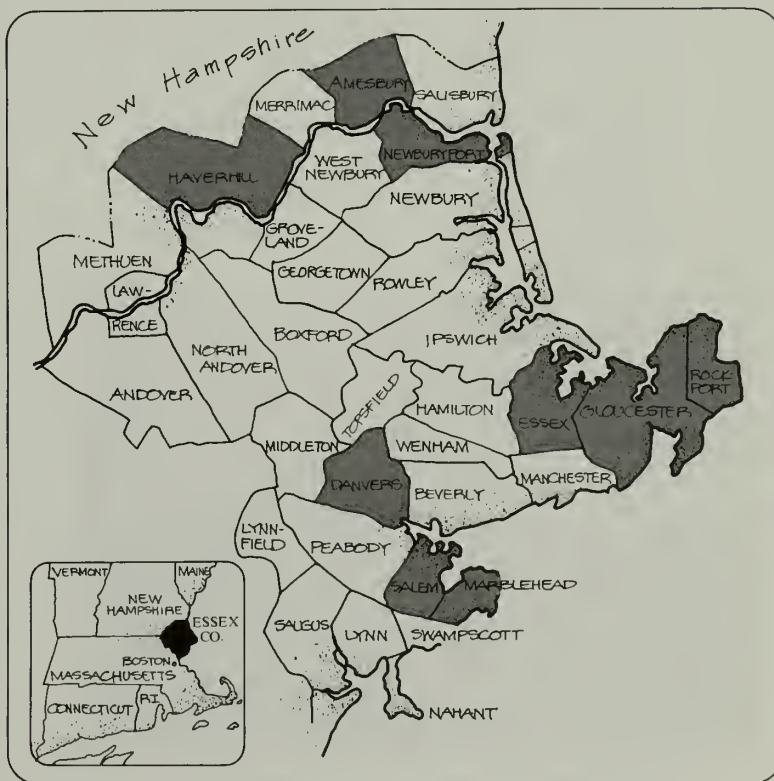 New Hampshire
AMESBURY
SALISBURY
MERRIMAC
NEWBURYPORT
WEST
NEWBURY
HAVERHILL
NEWBURY
GROVE-
LAND
METHUEN
GEORGETOWN
ROWLEY
LAW-
RENCE
BOXFORD
IPSWICH
NORTH
ANDOVER
ROCK
PORT
ANDOVER
TOPSFIELD
HAMILTON
ESSEX
GLOUCESTER
MIDDLETON
WENHAM
DANVERS
BEVERLY
MANCHESTER
LYNN-
FIELD
PEABODY
SALEM
MARBLEHEAD
SAUGUS
LYNN
SWAMPSCOTT
NAHANT
VERMONT
MAINE
NEW
HAMPSHIRE
ESSEX
CO.
BOSTON
MASSACHUSETTS
CONNECTICUT
R.I.